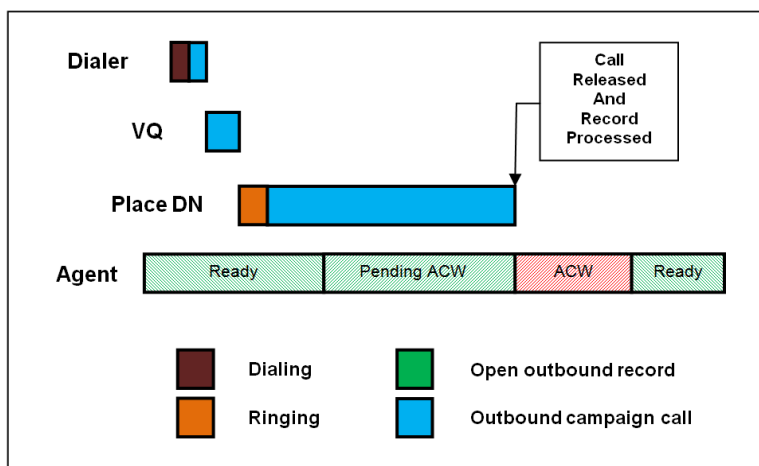 Dialer
Call
Released
And
Record
Processed
VQ
Place DN
Agent
Ready
Pending ACW
ACW
Ready
Dialing
Open outbound record
Ringing
Outbound campaign call